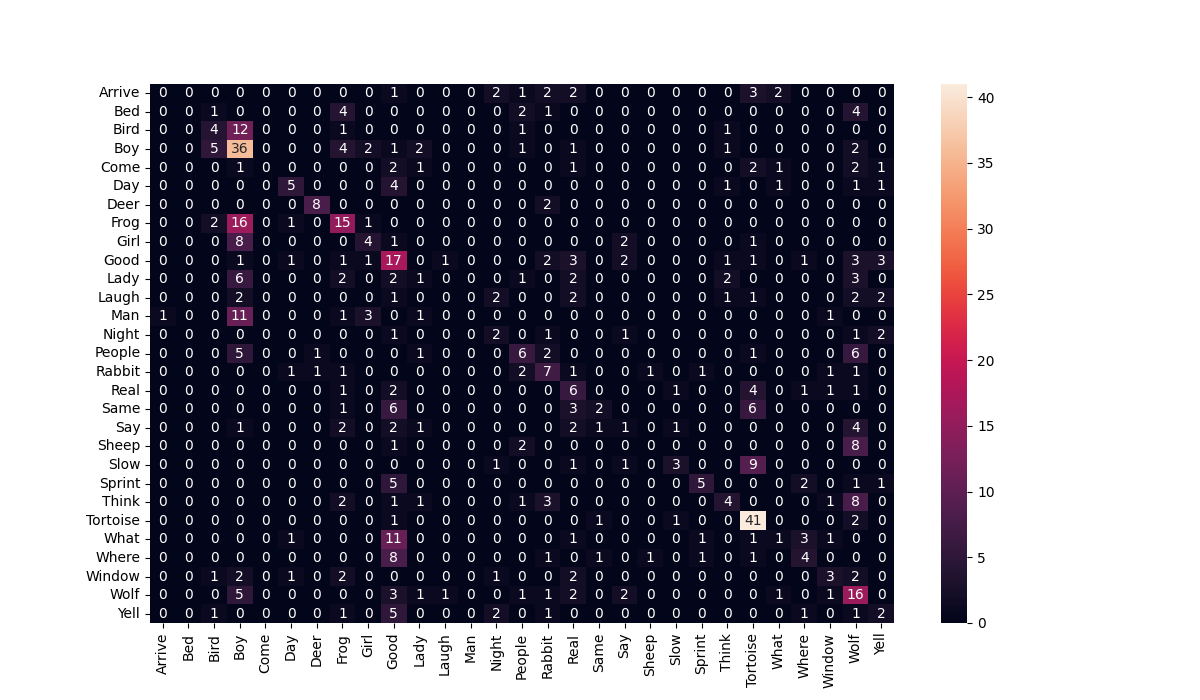 Arrive 0 0 0 0 0 0 0 0 0 1 0 0 0 2 1 2 2 0 0 0 0 0 0 3 2 0 0 0 0
Bed 0 0 1 0 0 0 0 4 0 0 0 0 0 0 2 1 0 0 0 0 0 0 0 0 0 0 0 4 0
Bird 0 0 4 12 0 0 0 1 0 0 0 0 0 0 1 0 0 0 0 0 0 0 1 0 0 0 0 0 0
Boy 0 0 5 36 0 0 0 4 2 1 2 0 0 0 1 0 1 0 0 0 0 0 1 0 0 0 0 2 0
Come 0 0 0 1 0 0 0 0 0 2 1 0 0 0 0 0 1 0 0 0 0 0 0 2 1 0 0 2 1
Day 0 0 0 0 0 5 0 0 0 4 0 0 0 0 0 0 0 0 0 0 0 0 1 0 1 0 0 1 1
Deer 0 0 0 0 0 0 8 0 0 0 0 0 0 0 0 2 0 0 0 0 0 0 0 0 0 0 0 0 0
Frog 0 0 2 16 0 1 0 15 1 0 0 0 0 0 0 0 0 0 0 0 0 0 0 0 0 0 0 0 0
Girl 0 0 0 8 0 0 0 0 4 1 0 0 0 0 0 0 0 0 2 0 0 0 0 1 0 0 0 0 0
Good 0 0 0 1 0 1 0 1 1 17 0 1 0 0 0 2 3 0 2 0 0 0 1 1 0 1 0 3 3
Lady 0 0 0 6 0 0 0 2 0 2 1 0 0 0 1 0 2 0 0 0 0 0 2 0 0 0 0 3 0
Laugh 0 0 0 2 0 0 0 0 0 1 0 0 0 2 0 0 2 0 0 0 0 0 1 1 0 0 0 2 2
Man 1 0 0 11 0 0 0 1 3 0 1 0 0 0 0 0 0 0 0 0 0 0 0 0 0 0 1 0 0
Night 0 0 0 0 0 0 0 0 0 1 0 0 0 2 0 1 0 0 1 0 0 0 0 0 0 0 0 1 2
People 0 0 0 5 0 0 1 0 0 0 1 0 0 0 6 2 0 0 0 0 0 0 0 1 0 0 0 6 0
Rabbit 0 0 0 0 0 1 1 1 0 0 0 0 0 0 2 7 1 0 0 1 0 1 0 0 0 0 1 1 0
Real 0 0 0 0 0 0 0 1 0 2 0 0 0 0 0 0 6 0 0 0 1 0 0 4 0 1 1 1 0
Same 0 0 0 0 0 0 0 1 0 6 0 0 0 0 0 0 3 2 0 0 0 0 0 6 0 0 0 0 0
Say 0 0 0 1 0 0 0 2 0 2 1 0 0 0 0 0 2 1 1 0 1 0 0 0 0 0 0 4 0
Sheep 0 0 0 0 0 0 0 0 0 1 0 0 0 0 2 0 0 0 0 0 0 0 0 0 0 0 0 8 0
Slow 0 0 0 0 0 0 0 0 0 0 0 0 0 1 0 0 1 0 1 0 3 0 0 9 0 0 0 0 0
Sprint 0 0 0 0 0 0 0 0 0 5 0 0 0 0 0 0 0 0 0 0 0 5 0 0 0 2 0 1 1
Think 0 0 0 0 0 0 0 2 0 1 1 0 0 0 1 3 0 0 0 0 0 0 4 0 0 0 1 8 0
Tortoise 0 0 0 0 0 0 0 0 0 1 0 0 0 0 0 0 0 1 0 0 1 0 0 41 0 0 0 2 0
What 0 0 0 0 0 1 0 0 0 11 0 0 0 0 0 0 1 0 0 0 0 1 0 1 1 3 1 0 0
Where 0 0 0 0 0 0 0 0 0 8 0 0 0 0 0 1 0 1 0 1 0 1 0 1 0 4 0 0 0
Window 0 0 1 2 0 1 0 2 0 0 0 0 0 1 0 0 2 0 0 0 0 0 0 0 0 0 3 2 0
Wolf 0 0 0 5 0 0 0 0 0 3 1 1 0 0 1 1 2 0 2 0 0 0 0 0 1 0 1 16 0
Yell 0 0 1 0 0 0 0 1 0 5 0 0 0 2 0 1 0 0 0 0 0 0 0 0 0 1 0 1 2
Arrive Bed Bird Boy Come Day Deer Frog Girl Good Lady Laugh Man Night People Rabbit Real Same Say Sheep Slow Sprint Think Tortoise What Where Window Wolf Yell
40
35
30
25
20
15
10
5
0